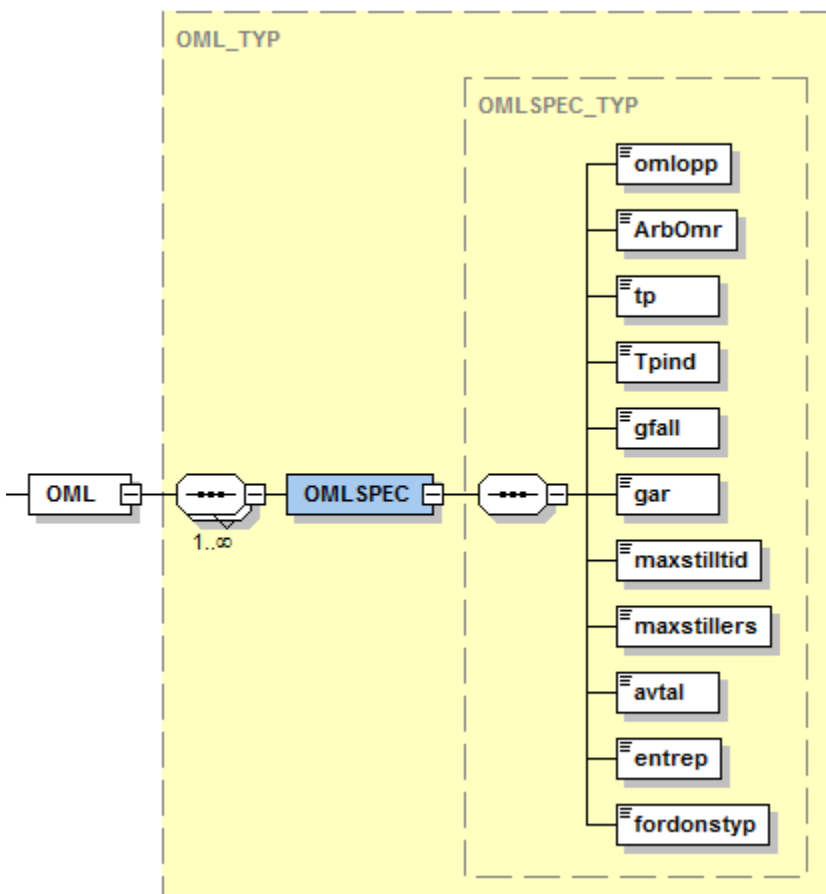 OML_TYP
OMLSPEC_TYP
omlopp
ArbOmr
tp
Tpind
gfall
OML
OMLSPEC
gar
1..∞
maxstilltid
maxstillers
avtal
entrep
fordonstyp